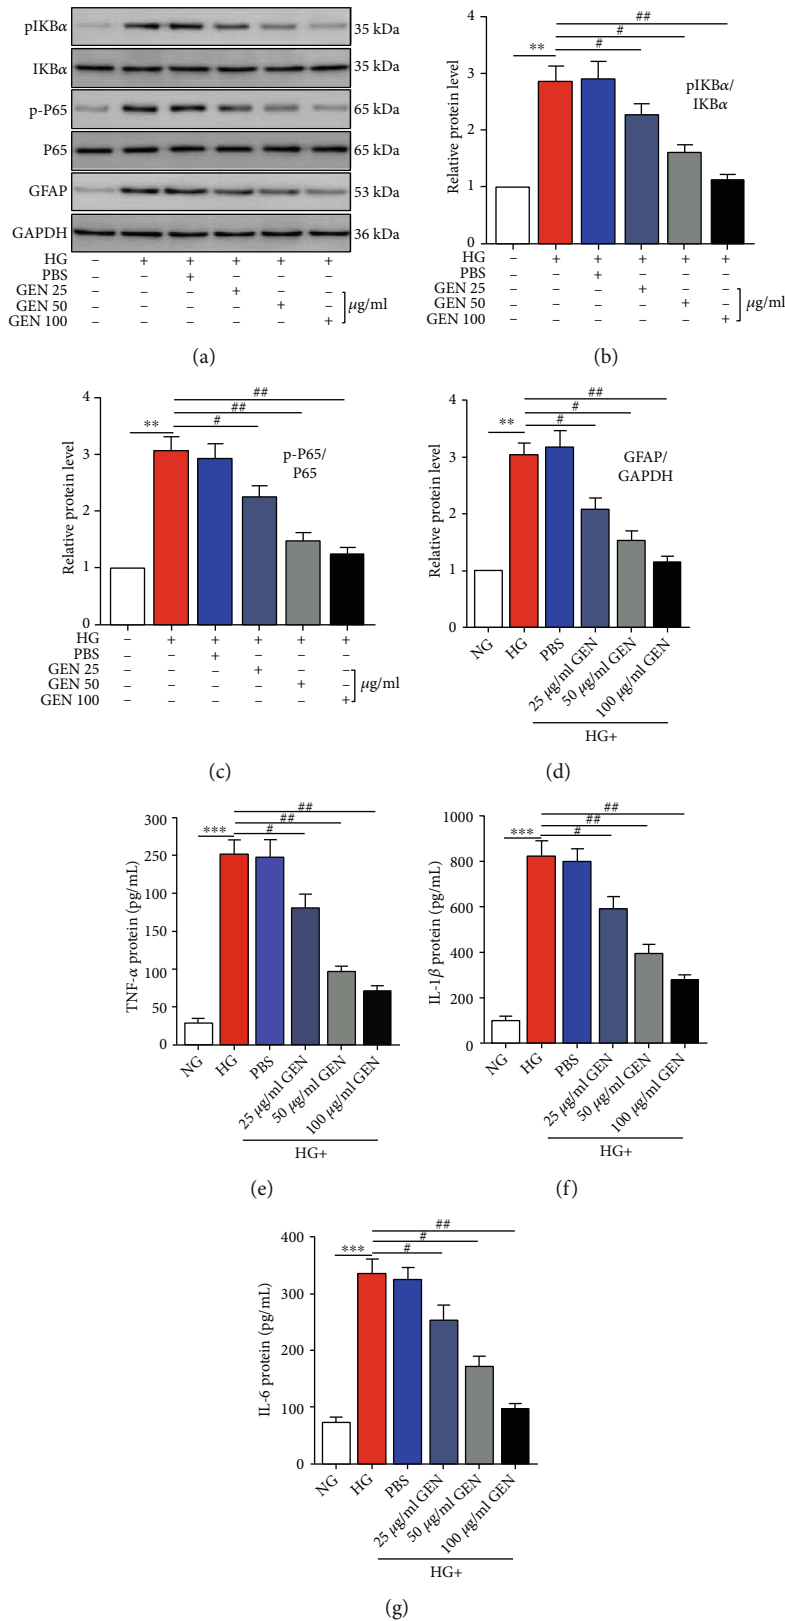 pIKBα 35 kDa
IKBα 35 kDa
p-P65 65 kDa
P65 65 kDa
GFAP 53 kDa
GAPDH 36 kDa
HG – + + + + +
PBS – – + – – –
GEN 25 – – – + – –
GEN 50 – – – – + –
GEN 100 – – – – – +
μg/ml
(a)
##
#
#
**
pIKBα/
IKBα
Relative protein level
4
3
2
1
0
HG – + + + + +
PBS – – + – – –
GEN 25 – – – + – –
GEN 50 – – – – + –
GEN 100 – – – – – +
μg/ml
(b)
##
##
#
**
p-P65/
P65
Relative protein level
4
3
2
1
0
HG – + + + + +
PBS – – + – – –
GEN 25 – – – + – –
GEN 50 – – – – + –
GEN 100 – – – – – +
μg/ml
(c)
##
#
#
**
GFAP/
GAPDH
Relative protein level
4
3
2
1
0
NG
HG
PBS
25 μg/ml GEN
50 μg/ml GEN
100 μg/ml GEN
HG+
(d)
##
##
#
***
TNF-α protein (pg/mL)
300
250
150
100
50
0
NG
HG
PBS
25 μg/ml GEN
50 μg/ml GEN
100 μg/ml GEN
HG+
(e)
##
##
#
***
IL-1β protein (pg/mL)
1000
800
600
400
200
0
NG
HG
PBS
25 μg/ml GEN
50 μg/ml GEN
100 μg/ml GEN
HG+
(f)
##
#
#
***
IL-6 protein (pg/mL)
400
300
200
100
0
NG
HG
PBS
25 μg/ml GEN
50 μg/ml GEN
100 μg/ml GEN
HG+
(g)